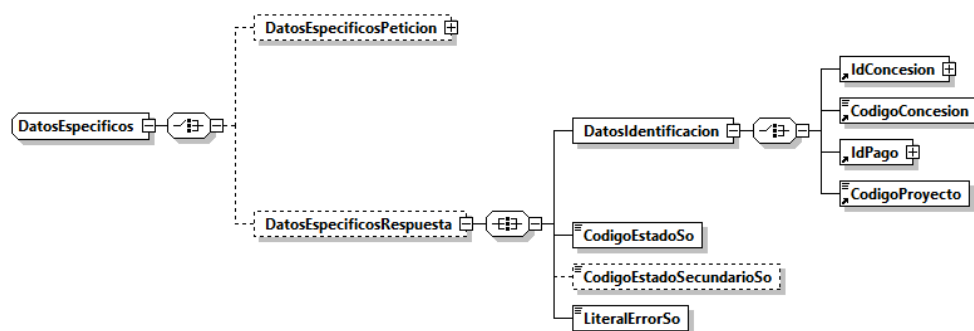 DatosEspecificosPeticion
IdConcesion
DatosEspecificos
DatosIdentificacion
CodigoConcesion
IdPago
CodigoProyecto
DatosEspecificosRespuesta
CodigoEstadoSo
CodigoEstadoSecundarioSo
LiteralErrorSo